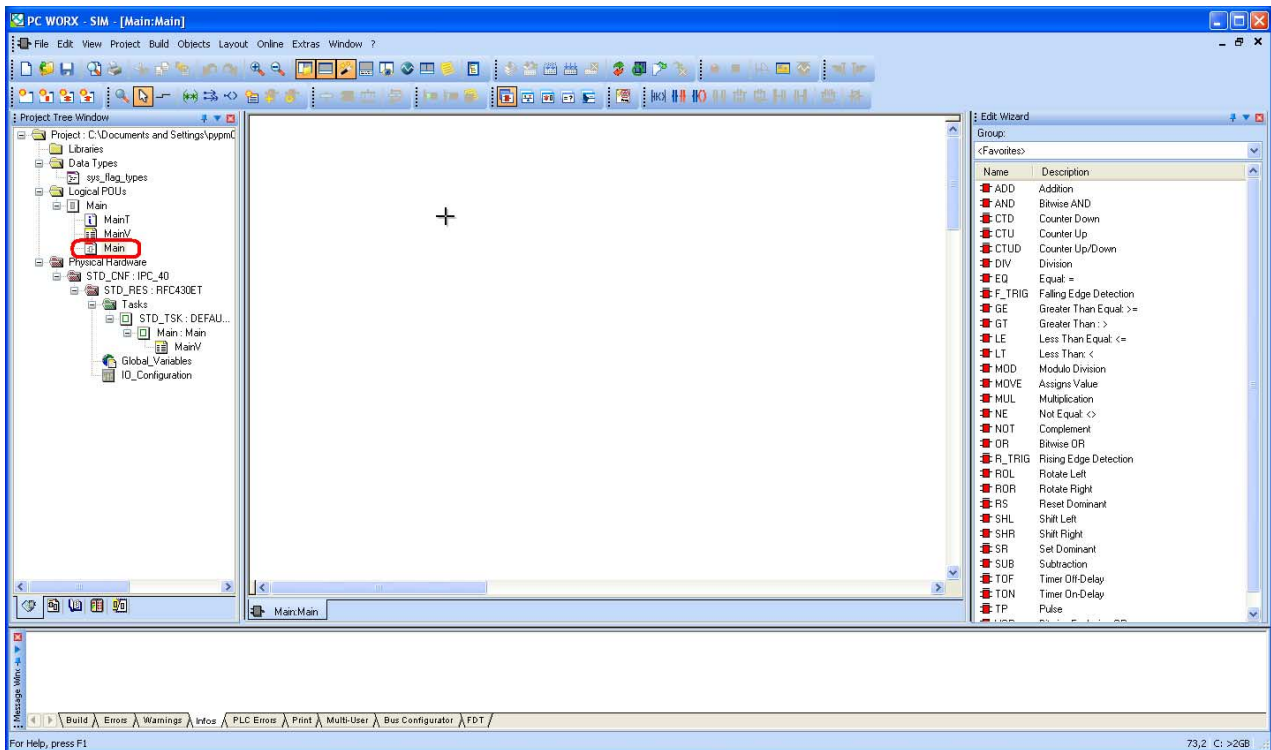 PC WORX - SIM - [Main:Main]
File Edit View Project Build Objects Layout Online Extras Window ?
Project Tree Window
Project : C:\Documents and Settings\pypm
Libraries
Data Types
sys_flag_types
Logical POUs
Main
MainT
MainV
Main
Physical Hardware
STD_CNF : IPC_40
STD_RES : RFC430ET
Tasks
STD_TSK : DEFAU...
Main : Main
MainV
Global_Variables
IO_Configuration
Main:Main
Edit Wizard
Group:
<Favorites>
Name Description
ADD Addition
AND Bitwise AND
CTD Counter Down
CTU Counter Up
CTUD Counter Up/Down
DIV Division
EQ Equal: =
F_TRIG Falling Edge Detection
GE Greater Than Equal: >=
GT Greater Than : >
LE Less Than Equal: <=
LT Less Than: <
MOD Modulo Division
MOVE Assigns Value
MUL Multiplication
NE Not Equal: <>
NOT Complement
OR Bitwise OR
R_TRIG Rising Edge Detection
ROL Rotate Left
ROR Rotate Right
RS Reset Dominant
SHL Shift Left
SHR Shift Right
SR Set Dominant
SUB Subtraction
TOF Timer Off-Delay
TON Timer On-Delay
TP Pulse
Message Wind
Build Errors Warnings Infos PLC Errors Print Multi-User Bus Configurator FDT
For Help, press F1
73,2 C: >2GB